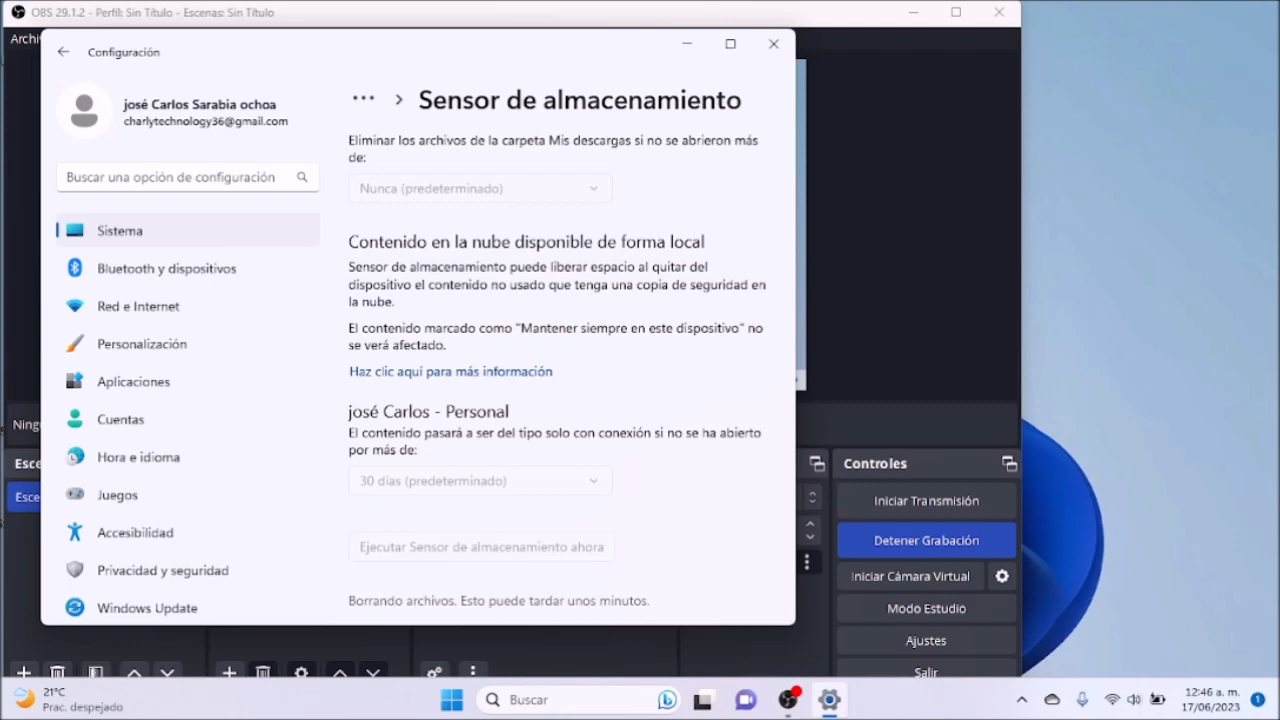 OBS 29.1.2 - Perfil: Sin Título - Escenas: Sin Título
Configuración
josé Carlos Sarabia ochoa
charlytechnology36@gmail.com
Buscar una opción de configuración
Sistema
Bluetooth y dispositivos
Red e Internet
Personalización
Aplicaciones
Cuentas
Hora e idioma
Juegos
Accesibilidad
Privacidad y seguridad
Windows Update
... > Sensor de almacenamiento
Eliminar los archivos de la carpeta Mis descargas si no se abrieron más
de:
Nunca (predeterminado)
Contenido en la nube disponible de forma local
Sensor de almacenamiento puede liberar espacio al quitar del
dispositivo el contenido no usado que tenga una copia de seguridad en
la nube.
El contenido marcado como "Mantener siempre en este dispositivo" no
se verá afectado.
Haz clic aquí para más información
josé Carlos - Personal
El contenido pasará a ser del tipo solo con conexión si no se ha abierto
por más de:
30 días (predeterminado)
Ejecutar Sensor de almacenamiento ahora
Borrando archivos. Esto puede tardar unos minutos.
Controles
Iniciar Transmisión
Detener Grabación
Iniciar Cámara Virtual
Modo Estudio
Ajustes
Salir
21°C
Prac. despejado
Buscar
12:46 a. m.
17/06/2023
1